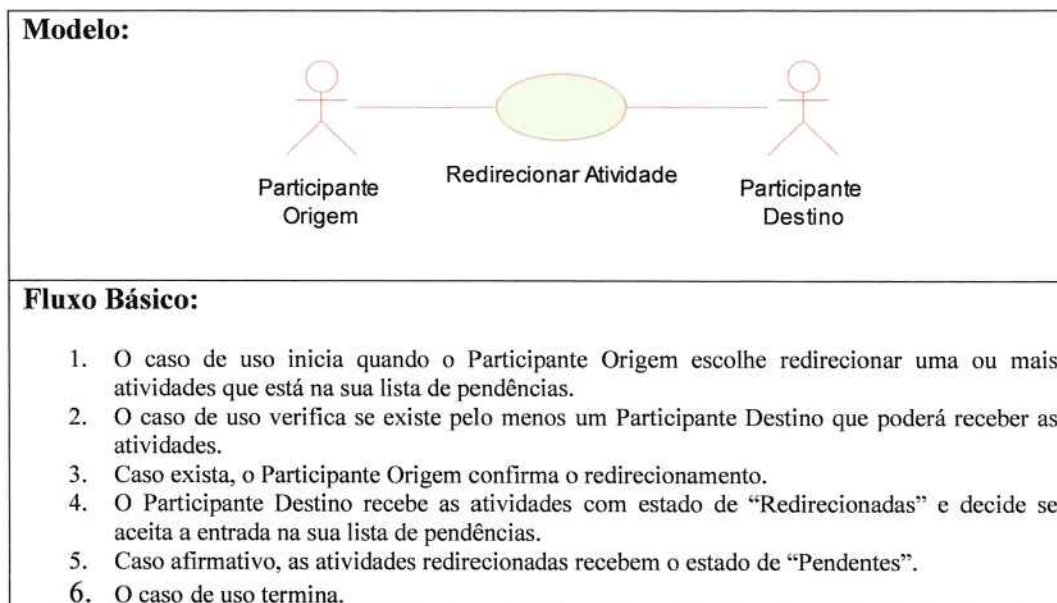 Modelo:
Participante
Origem
Redirecionar Atividade
Participante
Destino
Fluxo Básico:
1. O caso de uso inicia quando o Participante Origem escolhe redirecionar uma ou mais
atividades que está na sua lista de pendências.
2. O caso de uso verifica se existe pelo menos um Participante Destino que poderá receber as
atividades.
3. Caso exista, o Participante Origem confirma o redirecionamento.
4. O Participante Destino recebe as atividades com estado de “Redirecionadas” e decide se
aceita a entrada na sua lista de pendências.
5. Caso afirmativo, as atividades redirecionadas recebem o estado de “Pendentes”.
6. O caso de uso termina.